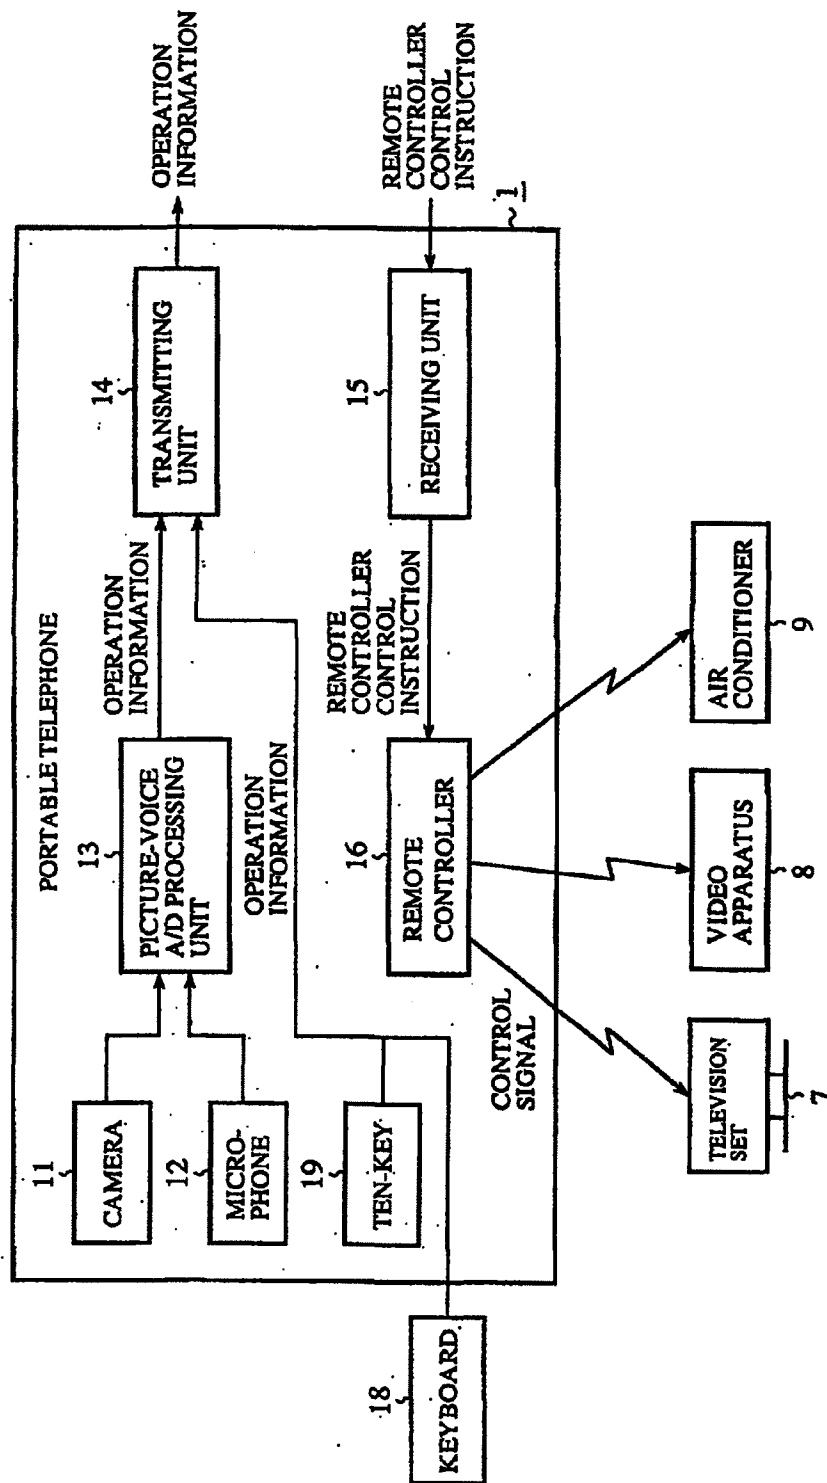 PORTABLE TELEPHONE
1
11
CAMERA
12
MICRO-
PHONE
19
TEN-KEY
18
KEYBOARD
13
PICTURE-VOICE
A/D PROCESSING
UNIT
OPERATION
INFORMATION
OPERATION
INFORMATION
14
TRANSMITTING
UNIT
OPERATION
INFORMATION
REMOTE
CONTROLLER
CONTROL
INSTRUCTION
15
RECEIVING UNIT
REMOTE
CONTROLLER
CONTROL
INSTRUCTION
16
REMOTE
CONTROLLER
CONTROL
SIGNAL
TELEVISION
SET
7
VIDEO
APPARATUS
8
AIR
CONDITIONER
9